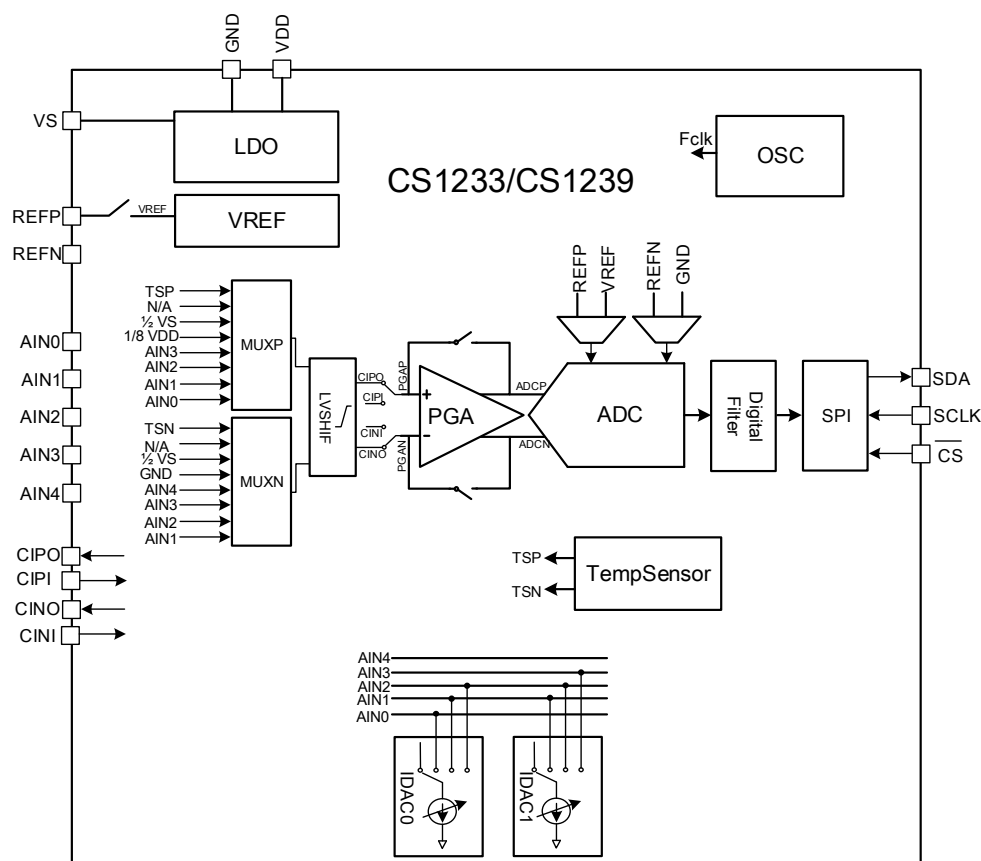 GND
VDD
VS
LDO
Fclk
OSC
CS1233/CS1239
REFP
VREF
VREF
REFN
REFP
VREF
REFN
GND
TSP
N/A
½ VS
1/8 VDD
AIN3
AIN2
AIN1
AIN0
MUXP
AIN0
AIN1
AIN2
AIN3
AIN4
LVSHIF
CIPO
CIPI
CINI
CINO
PGAP
PGAN
+
PGA
−
ADCP
ADCN
ADC
Digital
Filter
SPI
SDA
SCLK
CS
TSN
N/A
½ VS
GND
AIN4
AIN3
AIN2
AIN1
MUXN
CIPO
CIPI
CINO
CINI
TSP
TSN
TempSensor
AIN4
AIN3
AIN2
AIN1
AIN0
IDAC0
IDAC1